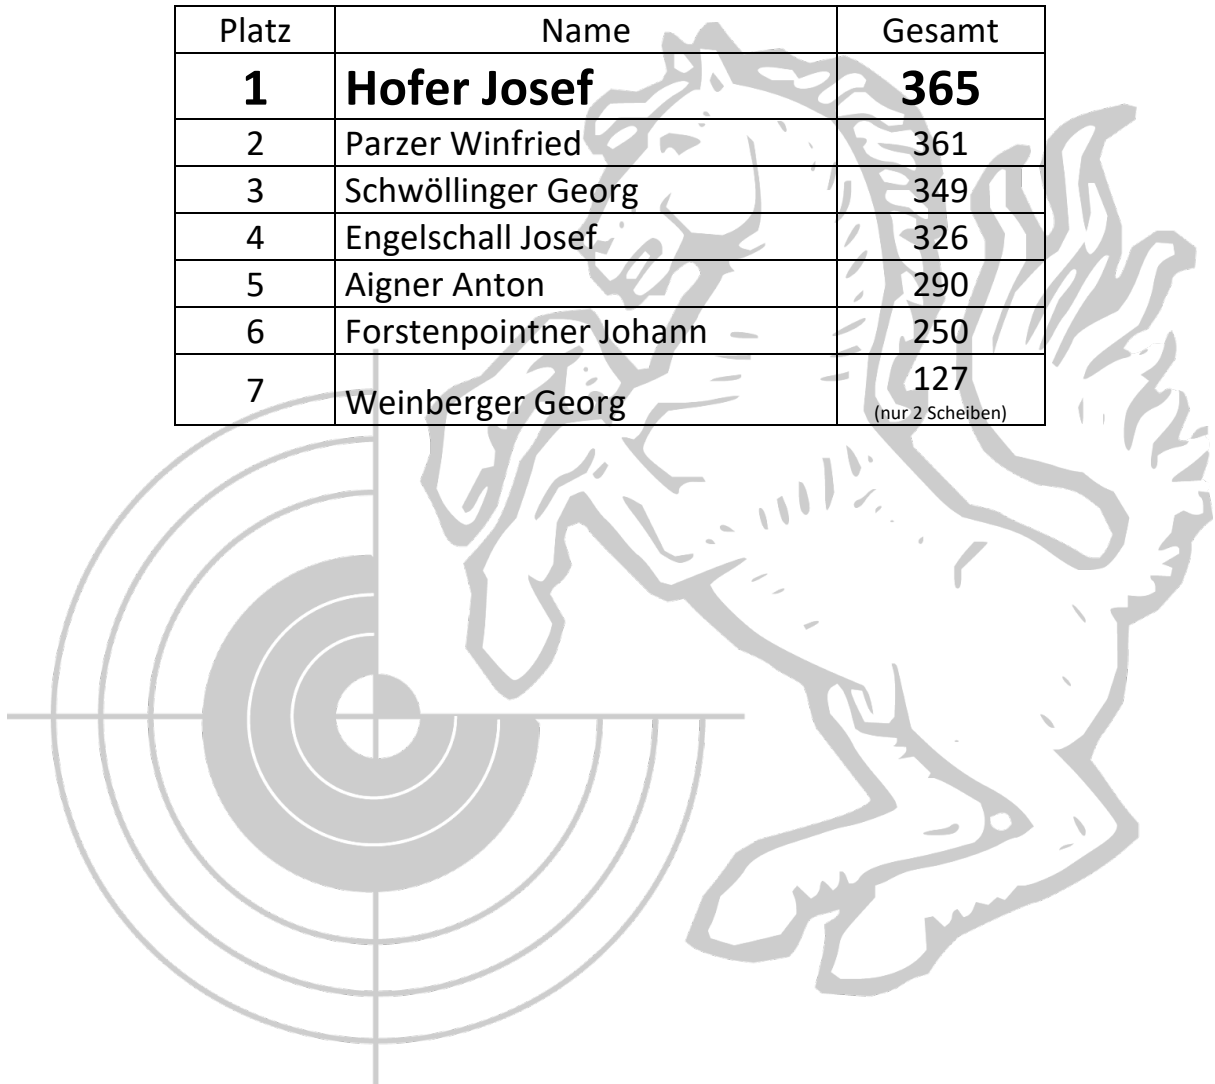 Platz Name Gesamt
1 Hofer Josef 365
2 Parzer Winfried 361
3 Schwöllinger Georg 349
4 Engelschall Josef 326
5 Aigner Anton 290
6 Forstenpointner Johann 250
7 Weinberger Georg 127
(nur 2 Scheiben)